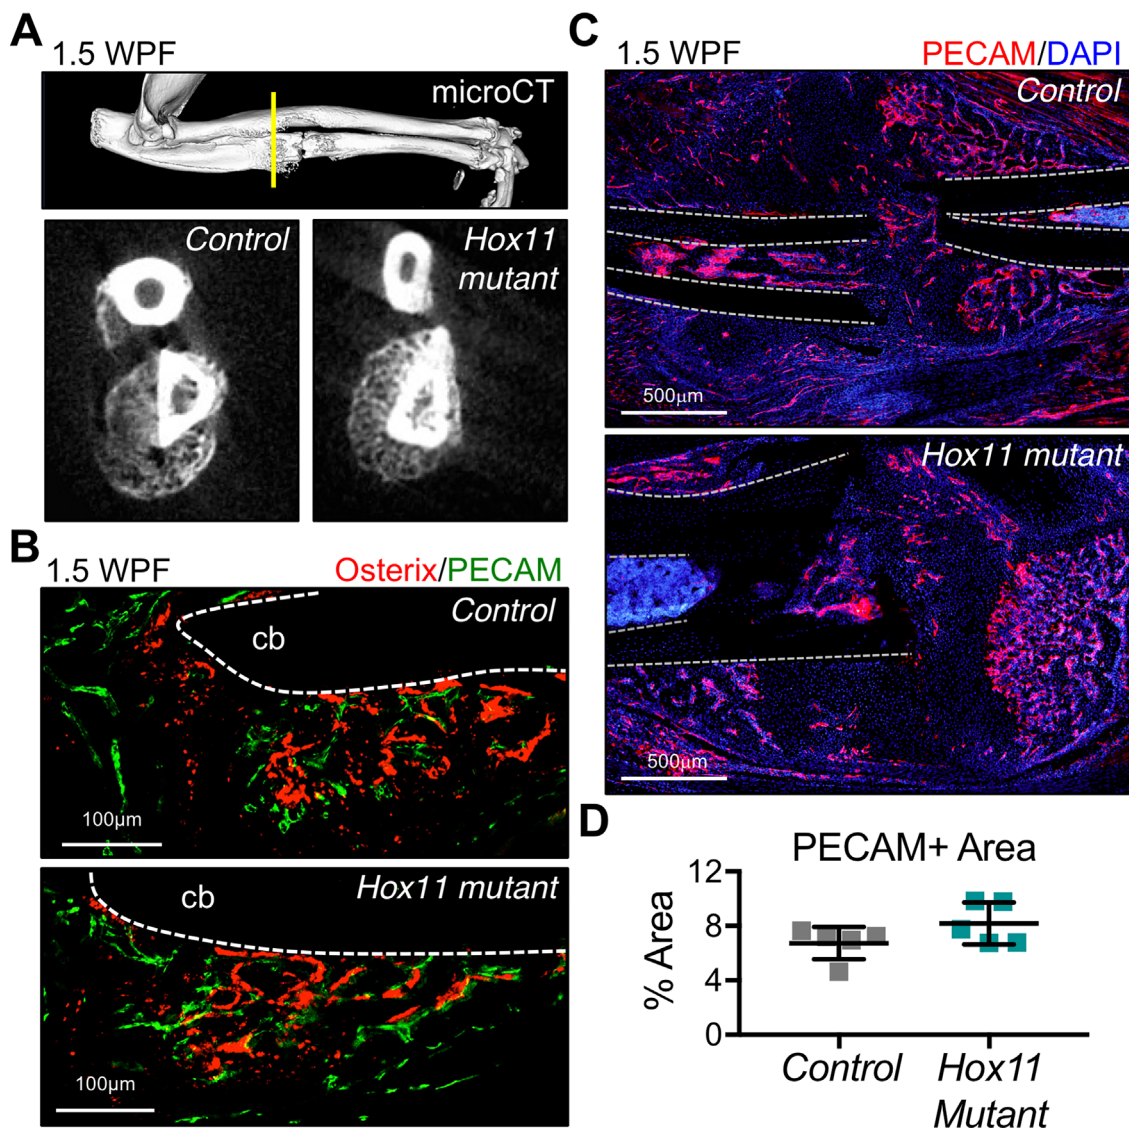 A
1.5 WPF
microCT
Control
Hox11
mutant
B
1.5 WPF
Osterix/PECAM
Control
cb
100μm
cb
Hox11 mutant
100μm
C
1.5 WPF
PECAM/DAPI
Control
500μm
Hox11 mutant
500μm
D
PECAM+ Area
12
8
4
0
% Area
Control
Hox11
Mutant